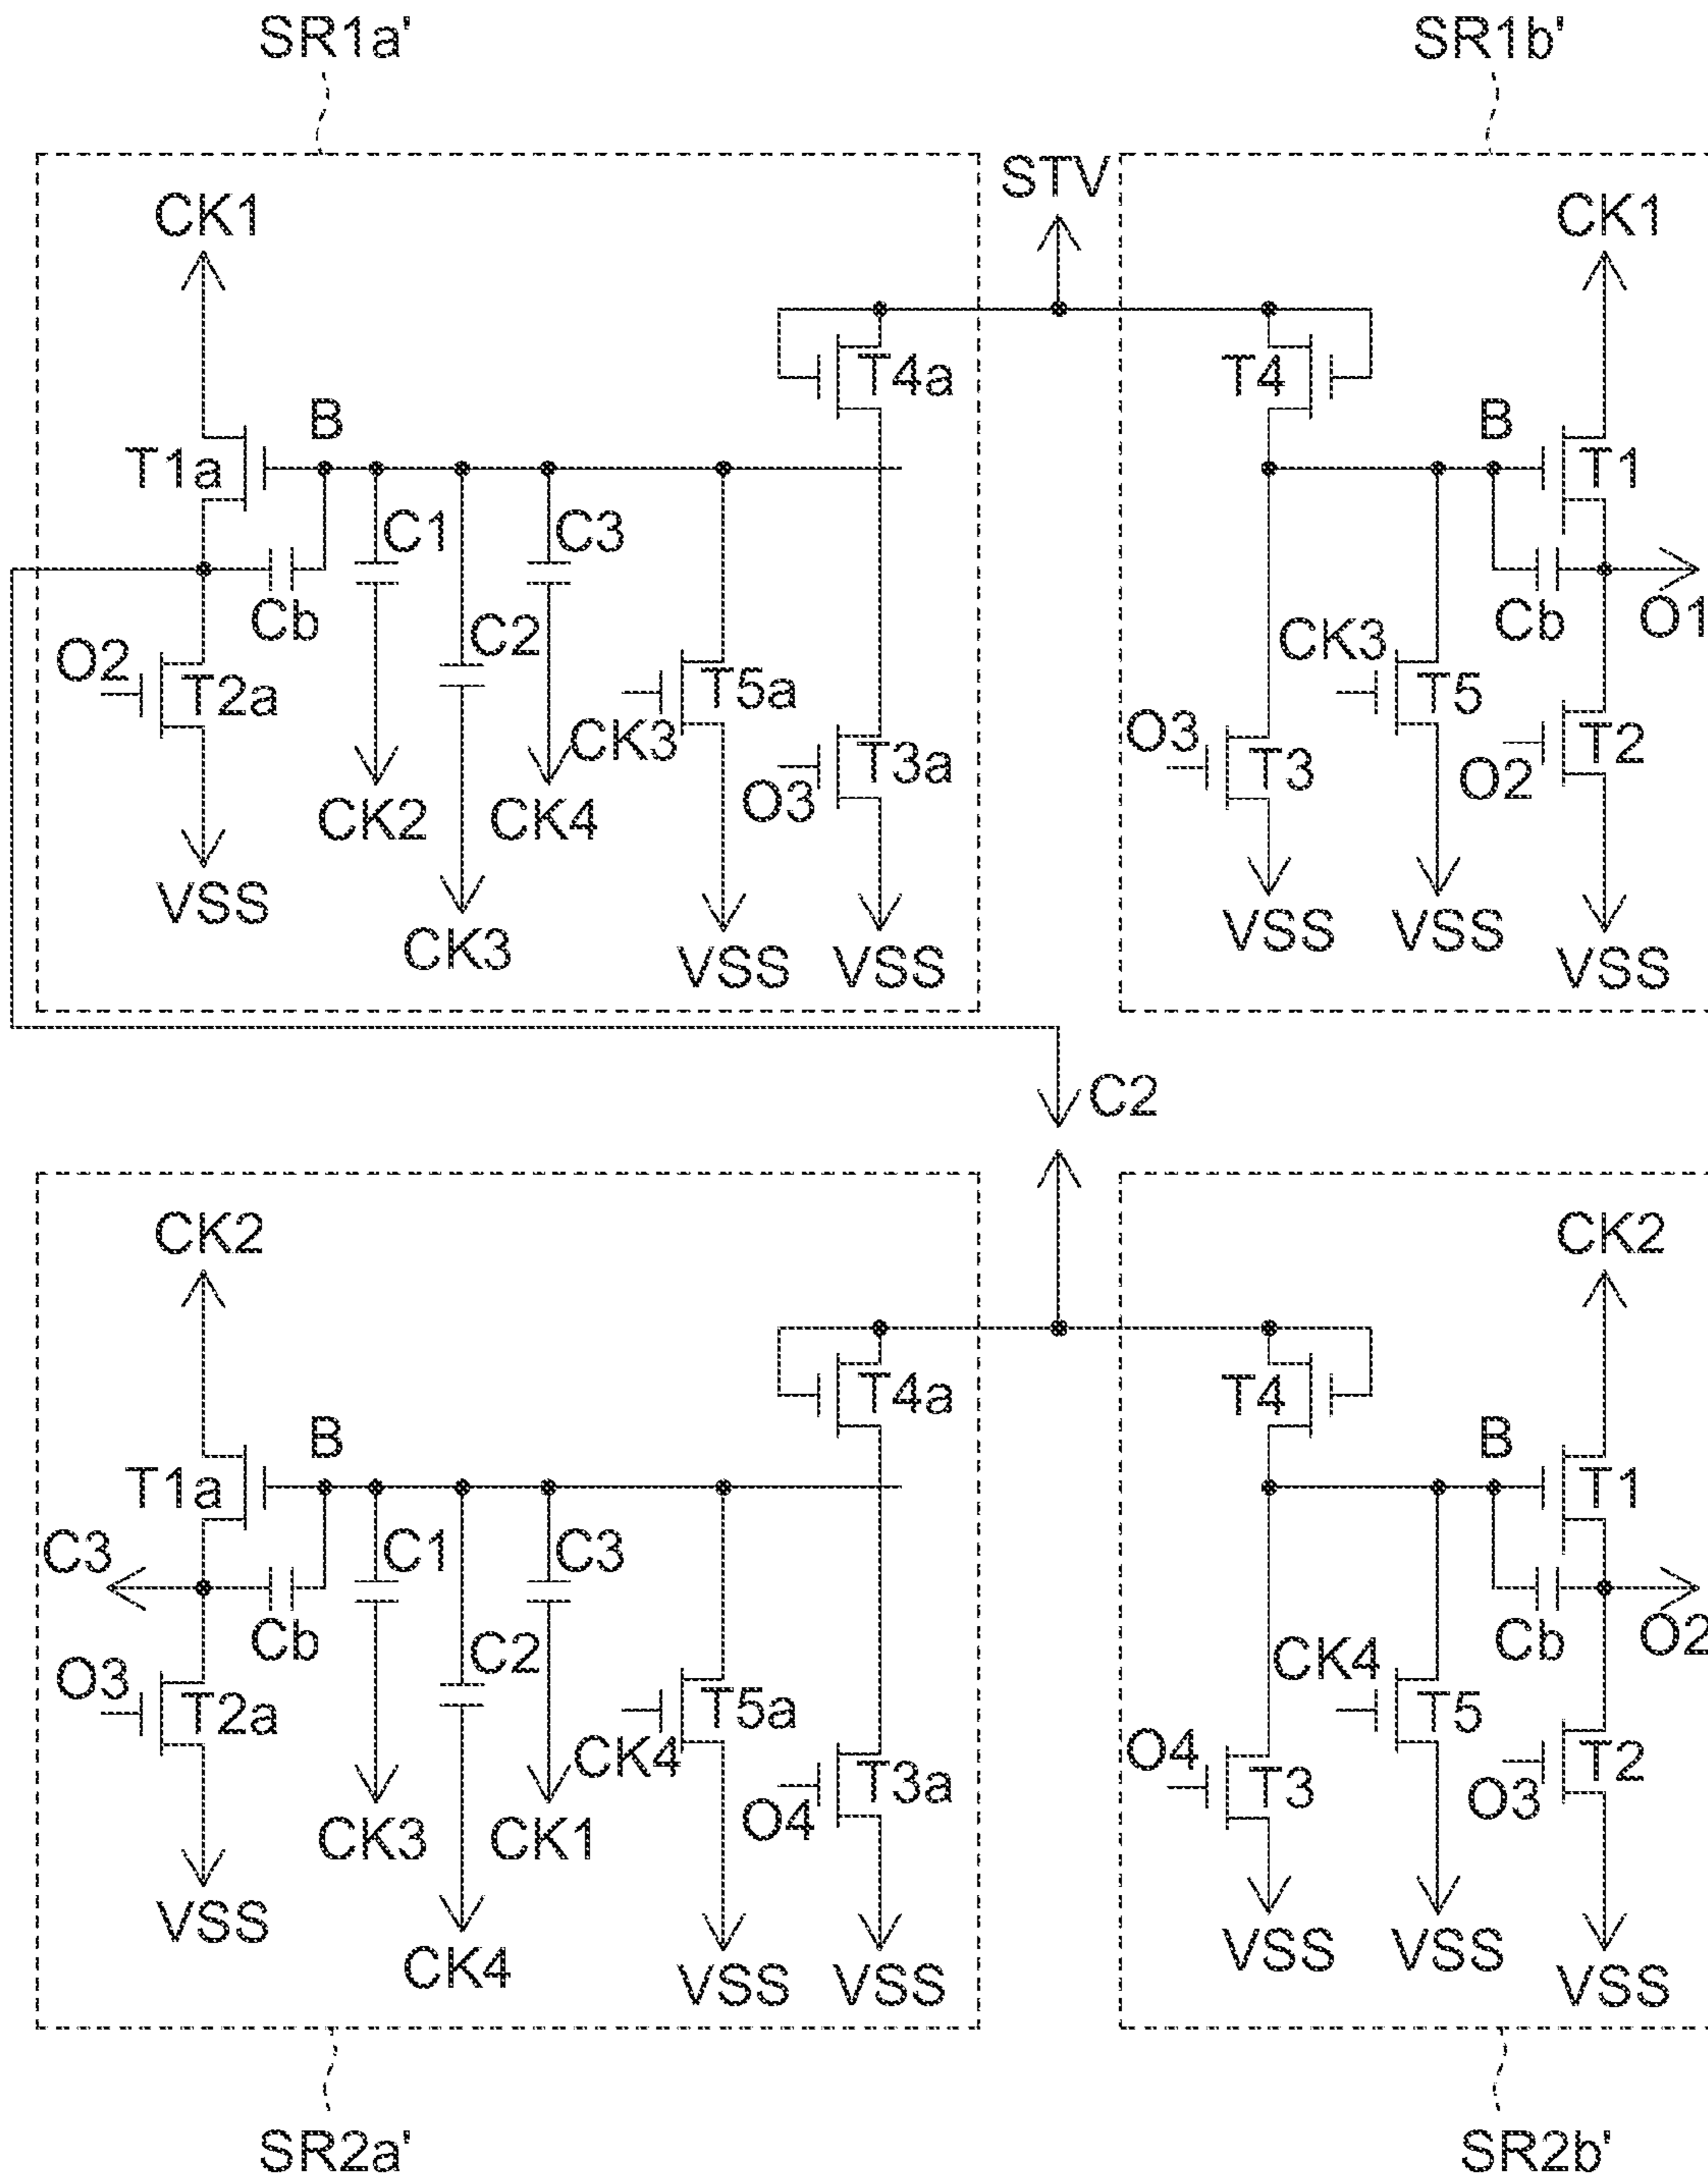 SR1a' SR1b'
STV
CK1 CK1
T4a T4
B B
T1a T1
C1 C3
Cb C2 Cb O1
CK3
O2 T2a T5a T5
CK3 O3 T2
T3a T3 O2
O3
CK2 CK4
VSS VSS VSS
CK3 VSS VSS VSS
C2
CK2 CK2
T4a T4
B B
T1a T1
C3 C1 C3
Cb C2 Cb O2
CK4
O3 T2a T5a T5
CK4 O4 T2
T3a T3 O3
O4
CK3 CK1
VSS VSS VSS
CK4 VSS VSS VSS
SR2a' SR2b'